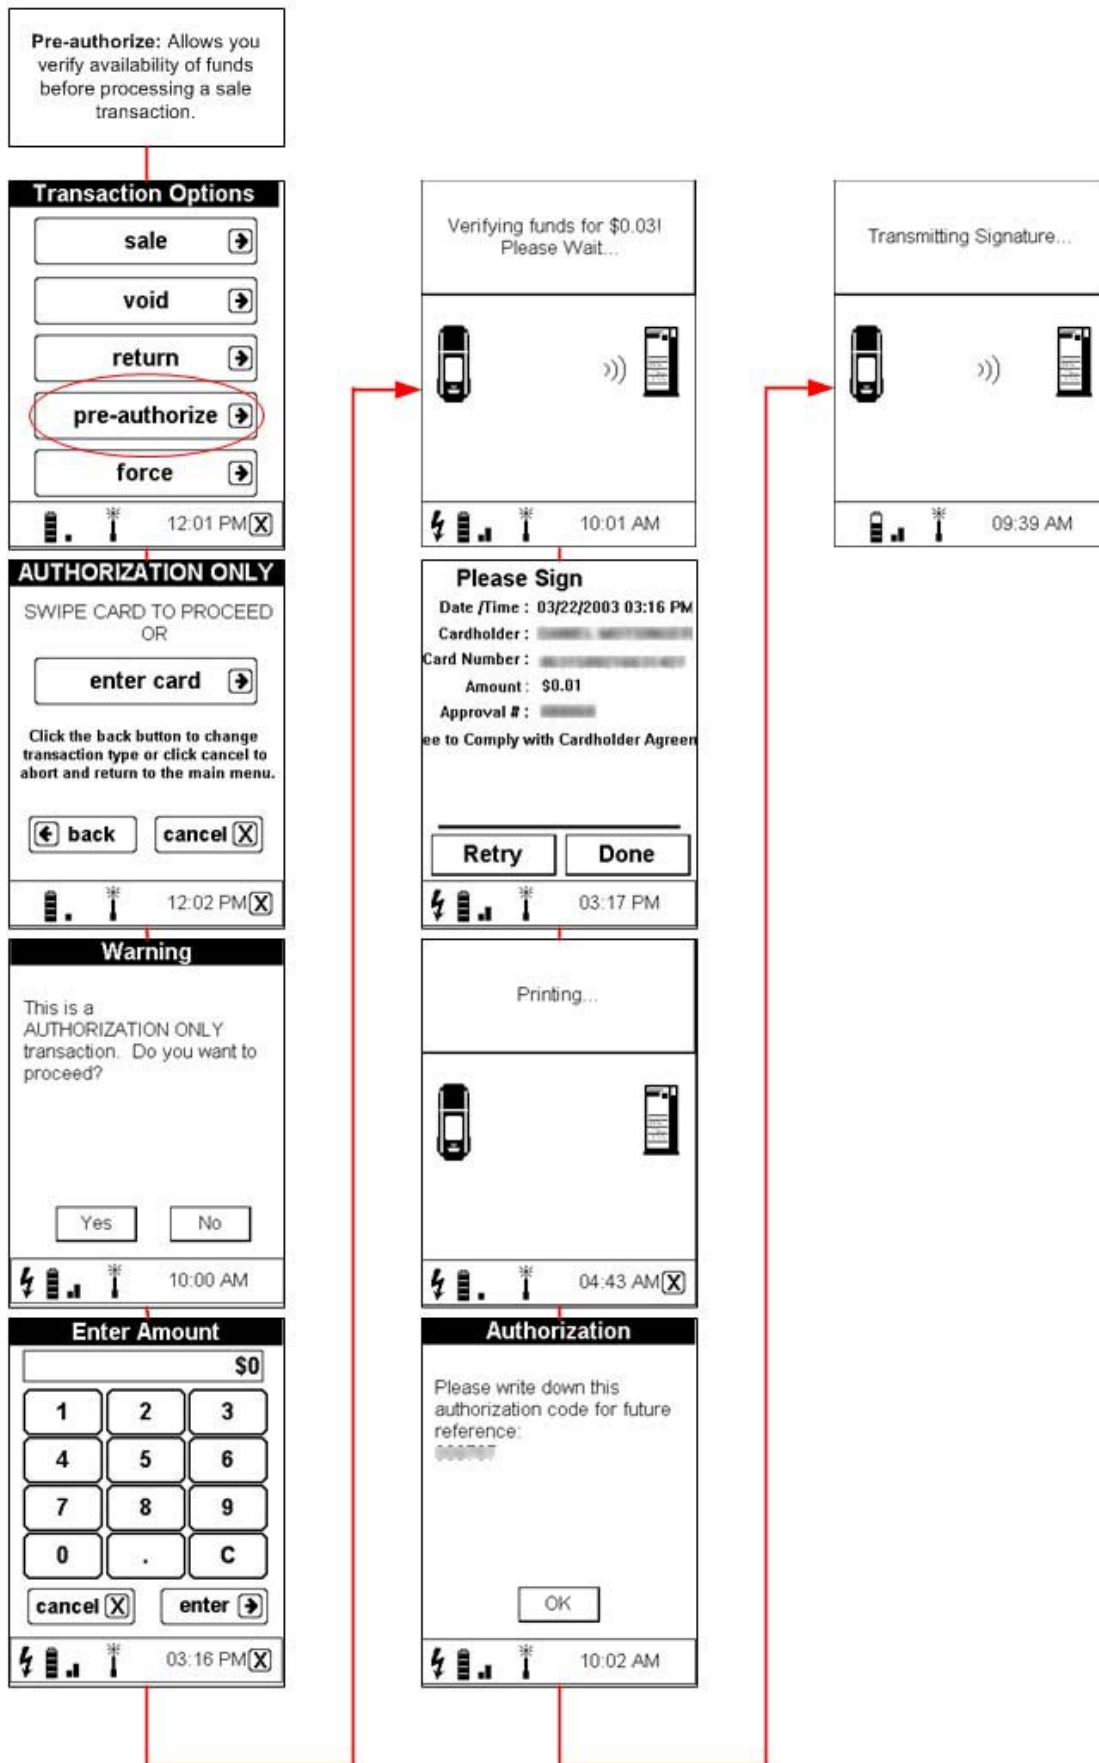 Pre-authorize: Allows you
verify availability of funds
before processing a sale
transaction.
Transaction Options
sale
void
return
pre-authorize
force
12:01 PM X
AUTHORIZATION ONLY
SWIPE CARD TO PROCEED
OR
enter card
Click the back button to change
transaction type or click cancel to
abort and return to the main menu.
back
cancel X
12:02 PM X
Warning
This is a
AUTHORIZATION ONLY
transaction. Do you want to
proceed?
Yes No
10:00 AM
Enter Amount
$0
1 2 3
4 5 6
7 8 9
0 . C
cancel X enter
03:16 PM X
Verifying funds for $0.03!
Please Wait...
10:01 AM
Please Sign
Date /Time : 03/22/2003 03:16 PM
Cardholder :
Card Number :
Amount : $0.01
Approval # :
ee to Comply with Cardholder Agreen
Retry Done
03:17 PM
Printing...
04:43 AM X
Authorization
Please write down this
authorization code for future
reference:
OK
10:02 AM
Transmitting Signature...
09:39 AM